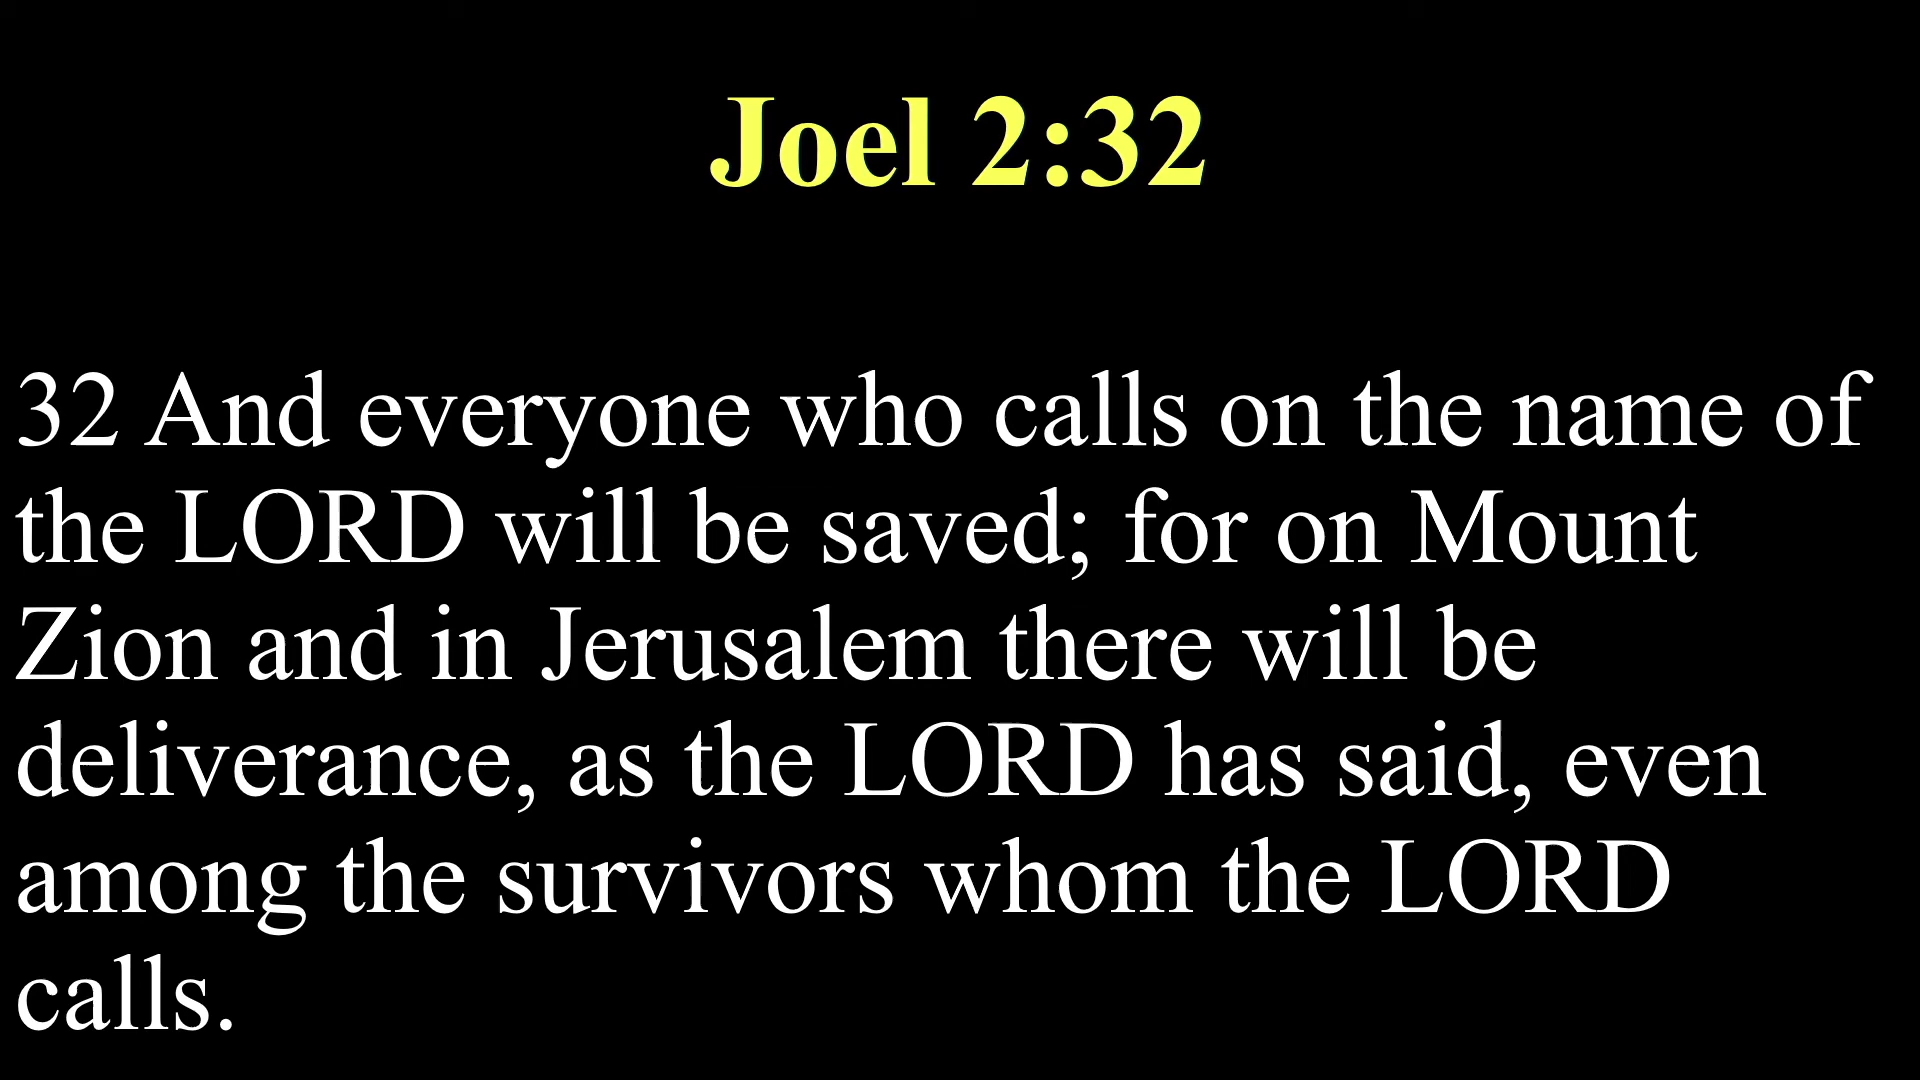 Joel 2:32
32 And everyone who calls on the name of
the LORD will be saved; for on Mount
Zion and in Jerusalem there will be
deliverance, as the LORD has said, even
among the survivors whom the LORD
calls.